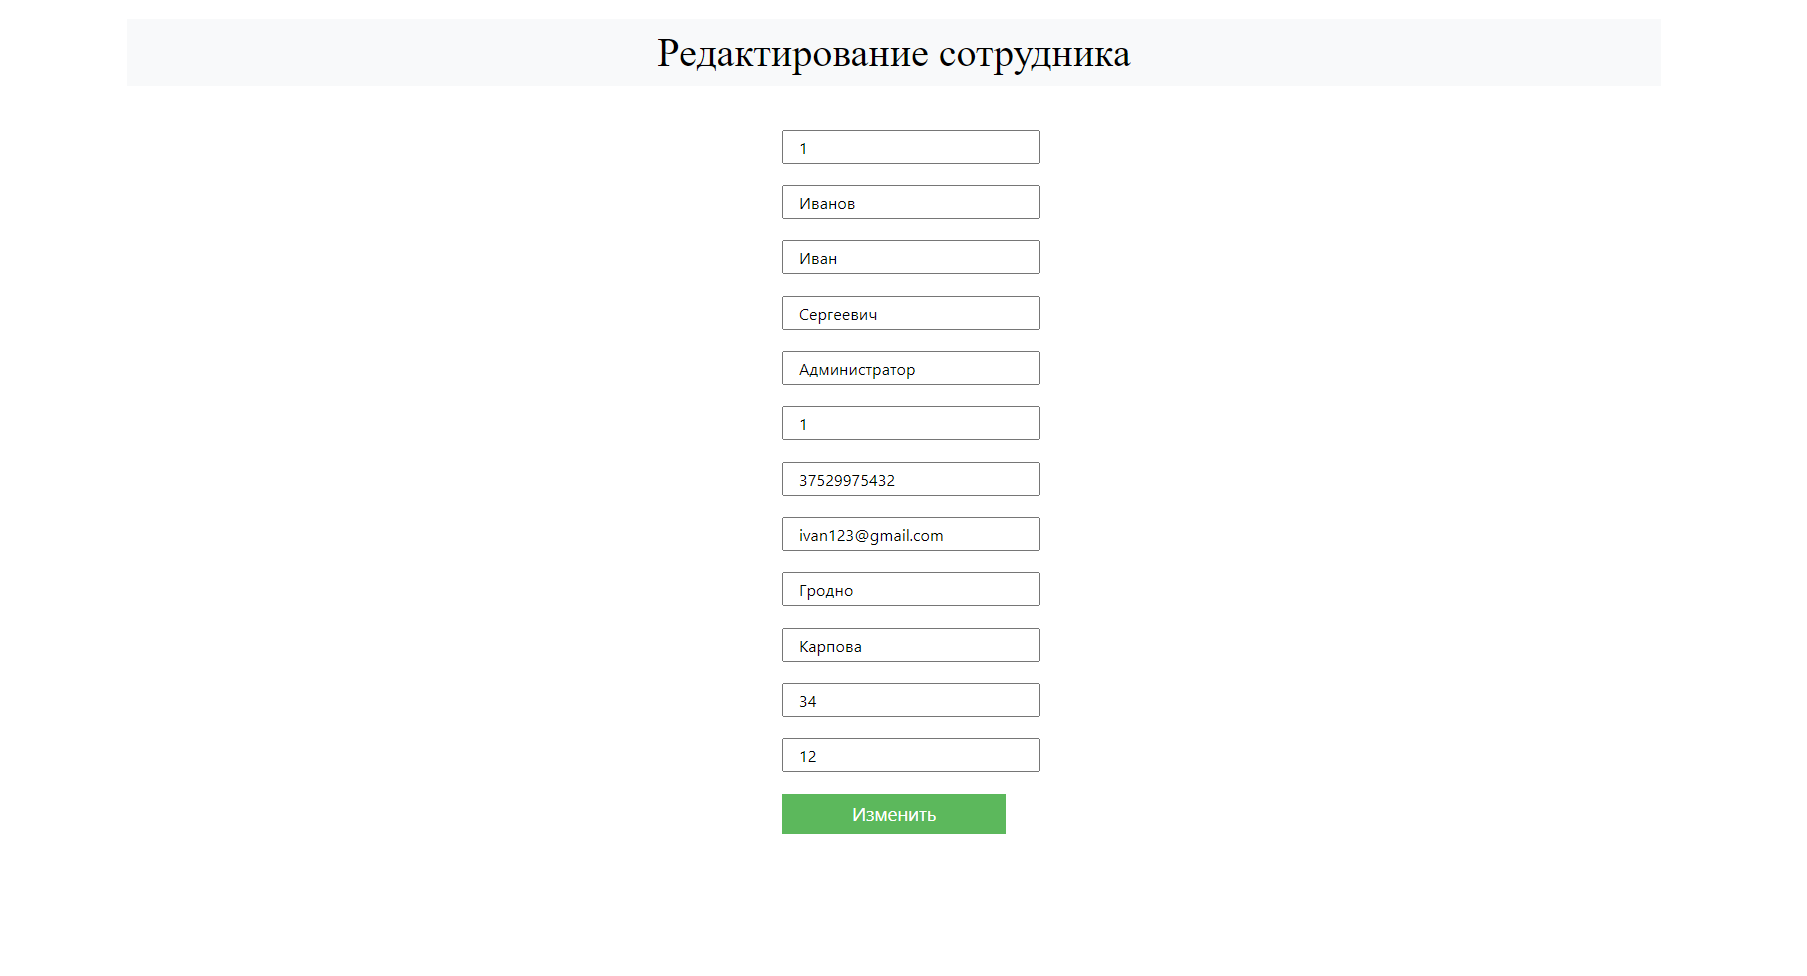 Редактирование сотрудника
1
Иванов
Иван
Сергеевич
Администратор
1
37529975432
ivan123@gmail.com
Гродно
Карпова
34
12
Изменить